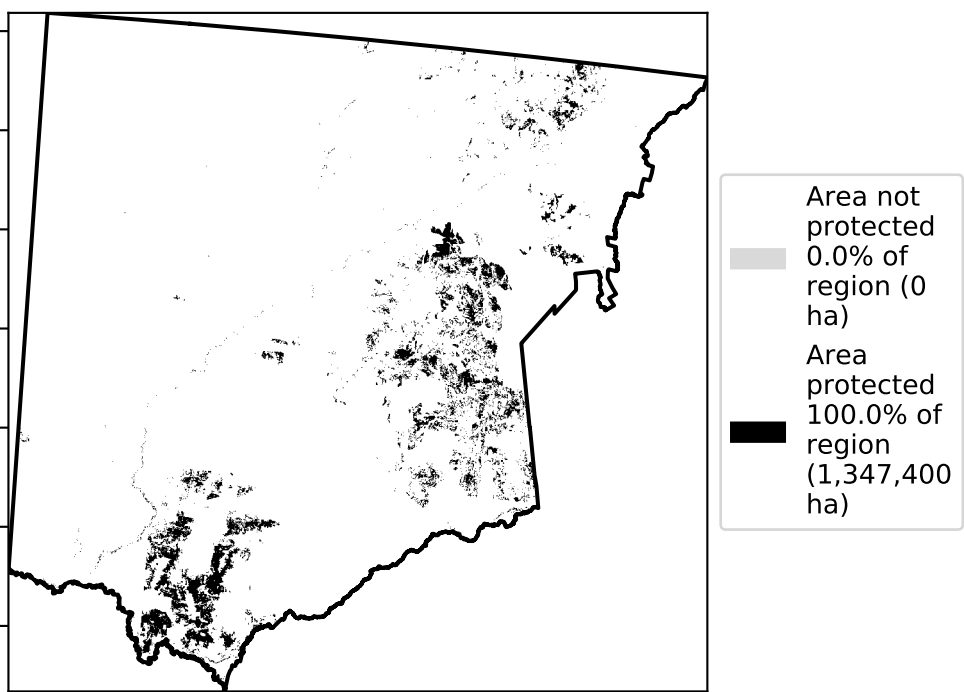 Area not
protected
0.0% of
region (0
ha)
Area
protected
100.0% of
region
(1,347,400
ha)